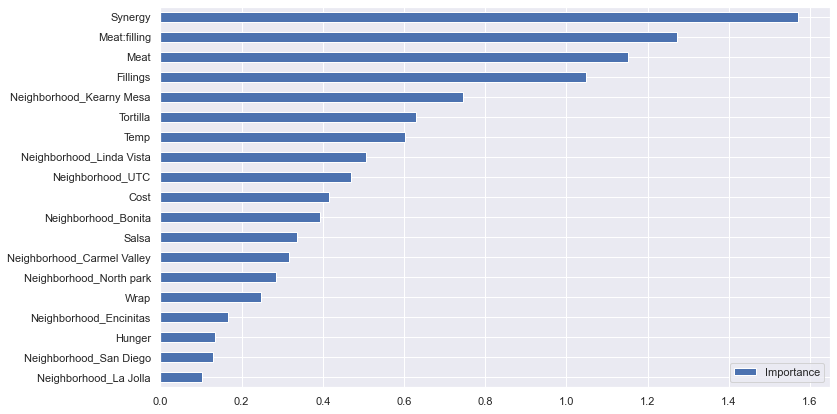 Synergy
Meat:filling
Meat
Fillings
Neighborhood_Kearny Mesa
Tortilla
Temp
Neighborhood_Linda Vista
Neighborhood_UTC
Cost
Neighborhood_Bonita
Salsa
Neighborhood_Carmel Valley
Neighborhood_North park
Wrap
Neighborhood_Encinitas
Hunger
Neighborhood_San Diego
Neighborhood_La Jolla
Importance
0.0 0.2 0.4 0.6 0.8 1.0 1.2 1.4 1.6